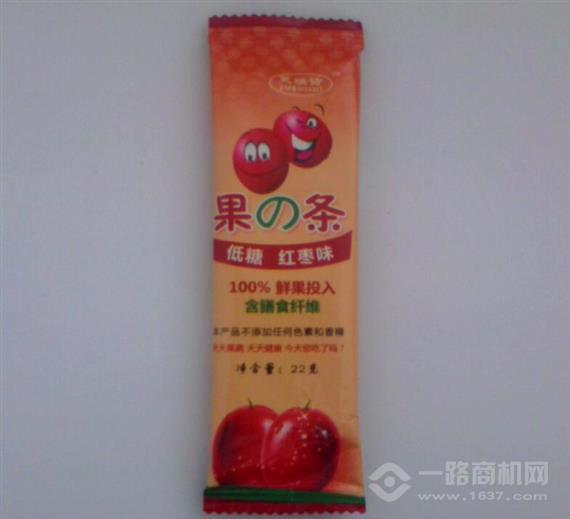 果の条
低糖 红枣味
100% 鲜果投入
含膳食纤维
本产品不添加任何色素和香精
天天果蔬 天天健康 今天您吃了吗？
净含量：22克
一路商机网
www.1637.com